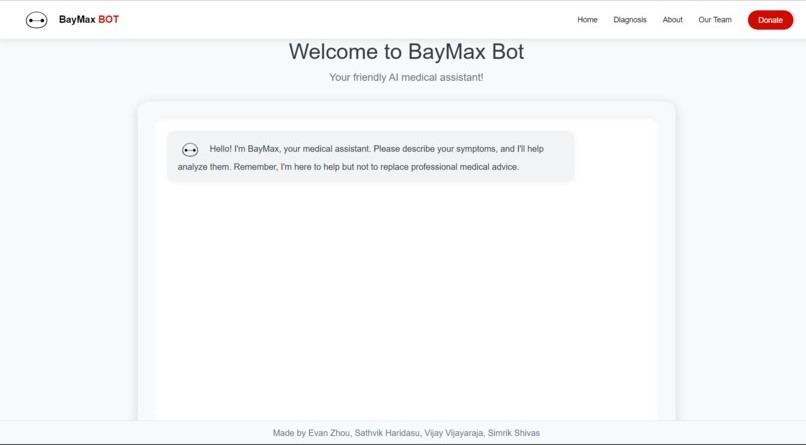 BayMax BOT
Home Diagnosis About Our Team Donate
Welcome to BayMax Bot
Your friendly AI medical assistant!
Hello! I'm BayMax, your medical assistant. Please describe your symptoms, and I'll help
analyze them. Remember, I'm here to help but not to replace professional medical advice.
Made by Evan Zhou, Sathvik Haridasu, Vijay Vijayaraja, Simrik Shivas